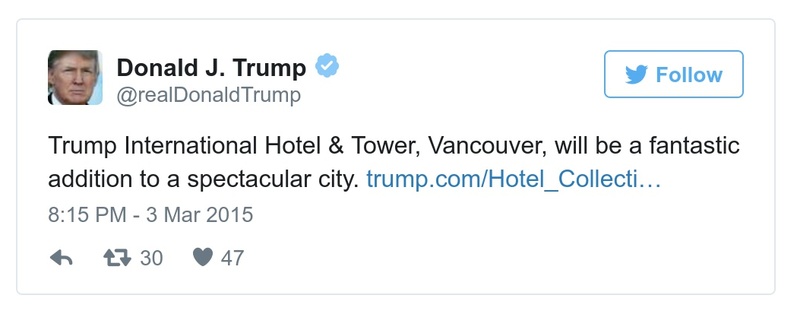 Donald J. Trump
@realDonaldTrump
Follow
Trump International Hotel & Tower, Vancouver, will be a fantastic
addition to a spectacular city. trump.com/Hotel_Collecti…
8:15 PM - 3 Mar 2015
30 47